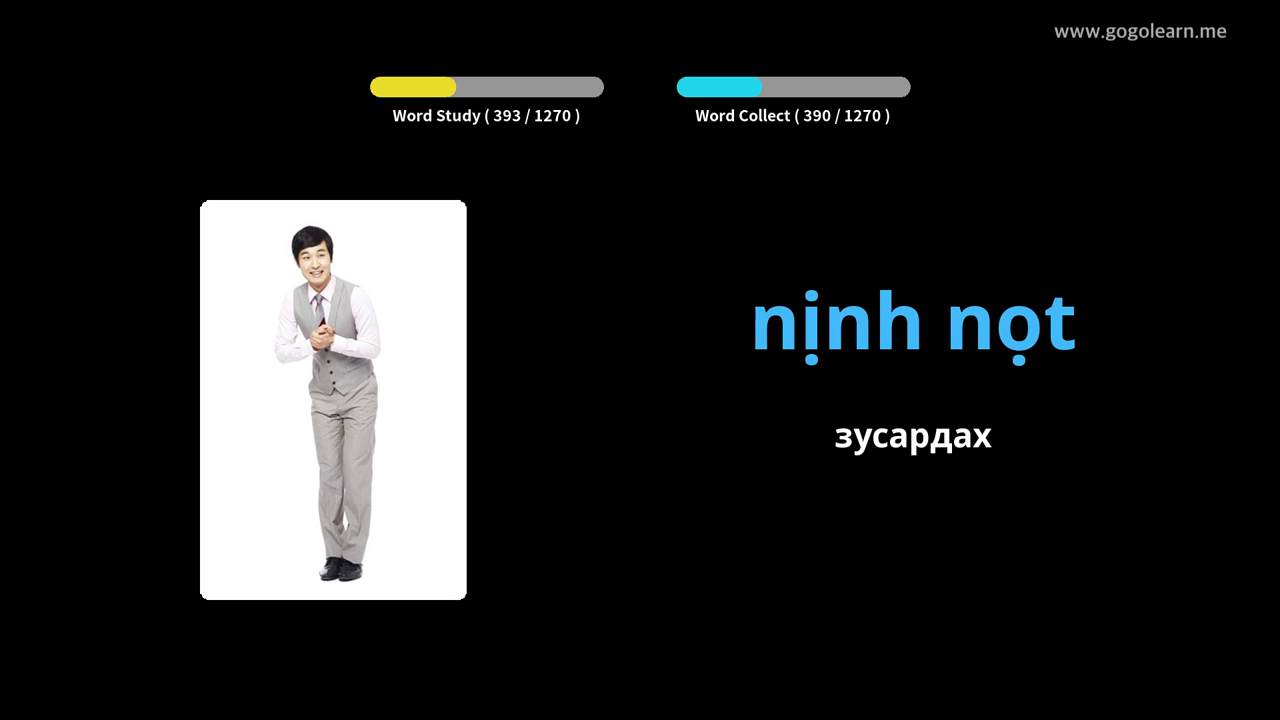 www.gogolearn.me
Word Study ( 393 / 1270 )
Word Collect ( 390 / 1270 )
nịnh nọt
зусардах